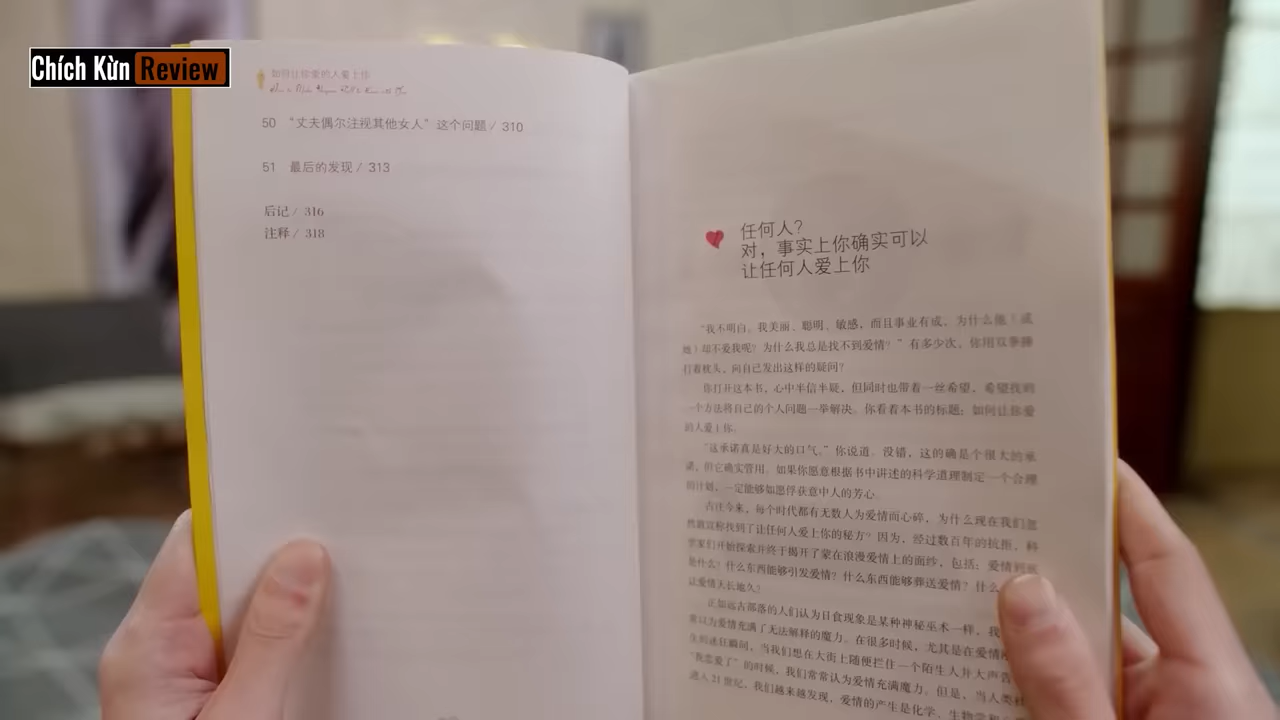 Chích Kừn Review
如何让你爱的人爱上你
50 “丈夫偶尔注视其他女人”这个问题 / 310
51 最后的发现 / 313
后记 / 316
注释 / 318
任何人？
对，事实上你确实可以
让任何人爱上你
“我不明白。我美丽、聪明、敏感，而且事业有成，为什么他（或
她）却不爱我呢？为什么我总是找不到爱情？”有多少次，你用双拳捶
打着枕头，向自己发出这样的疑问？
你打开这本书，心中半信半疑，但同时也带着一丝希望，希望找到
一个方法将自己的个人问题一举解决。你看着本书的标题：如何让你爱
的人爱上你。
“这承诺真是好大的口气。”你说道。没错，这的确是个很大的承
诺，但它确实管用。如果你愿意根据书中讲述的科学道理制定一个合理
的计划，一定能够如愿俘获意中人的芳心。
古往今来，每个时代都有无数人为爱情而心碎，为什么现在我们忽
然敢宣称找到了让任何人爱上你的秘方？因为，经过数百年的抗拒，科
学家们开始探索并终于揭开了蒙在浪漫爱情上的面纱，包括：爱情到底
是什么？什么东西能够引发爱情？什么东西能够葬送爱情？什么
让爱情天长地久？
正如远古部落的人们认为日食现象是某种神秘巫术一样，我
常以为爱情充满了无法解释的魔力。在很多时候，尤其是在爱情
生的迷狂瞬间，当我们想在大街上随便拦住一个陌生人并大声告
“我恋爱了”的时候，我们常常认为爱情充满魔力。但是，当人类
进入 21 世纪，我们越来越发现，爱情的产生是化学、生物学和